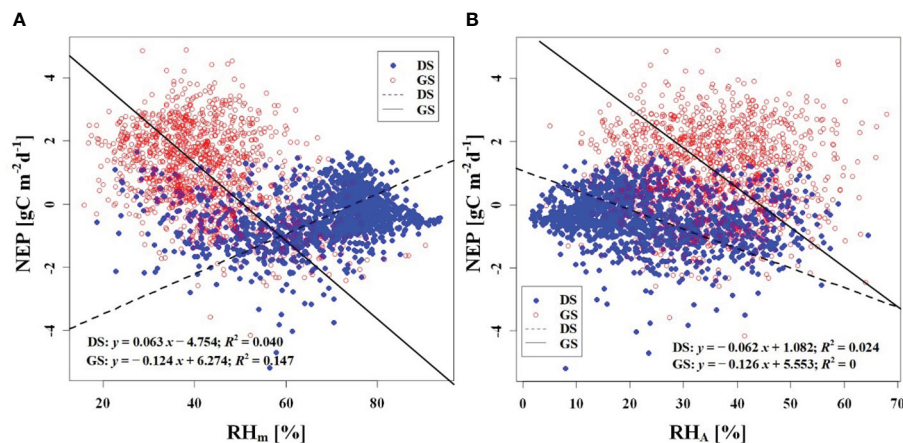 A
NEP [gC m-2d-1]
4
2
0
-2
-4
DS
GS
DS
GS
DS: y = 0.063 x − 4.754; R2 = 0.040
GS: y = − 0.124 x + 6.274; R2 = 0.147
20 40 60 80
RHm [%]
B
NEP [gC m-2d-1]
4
2
0
-2
-4
DS
GS
DS
GS
DS: y = − 0.062 x + 1.082; R2 = 0.024
GS: y = − 0.126 x + 5.553; R2 = 0
0 10 20 30 40 50 60 70
RHA [%]